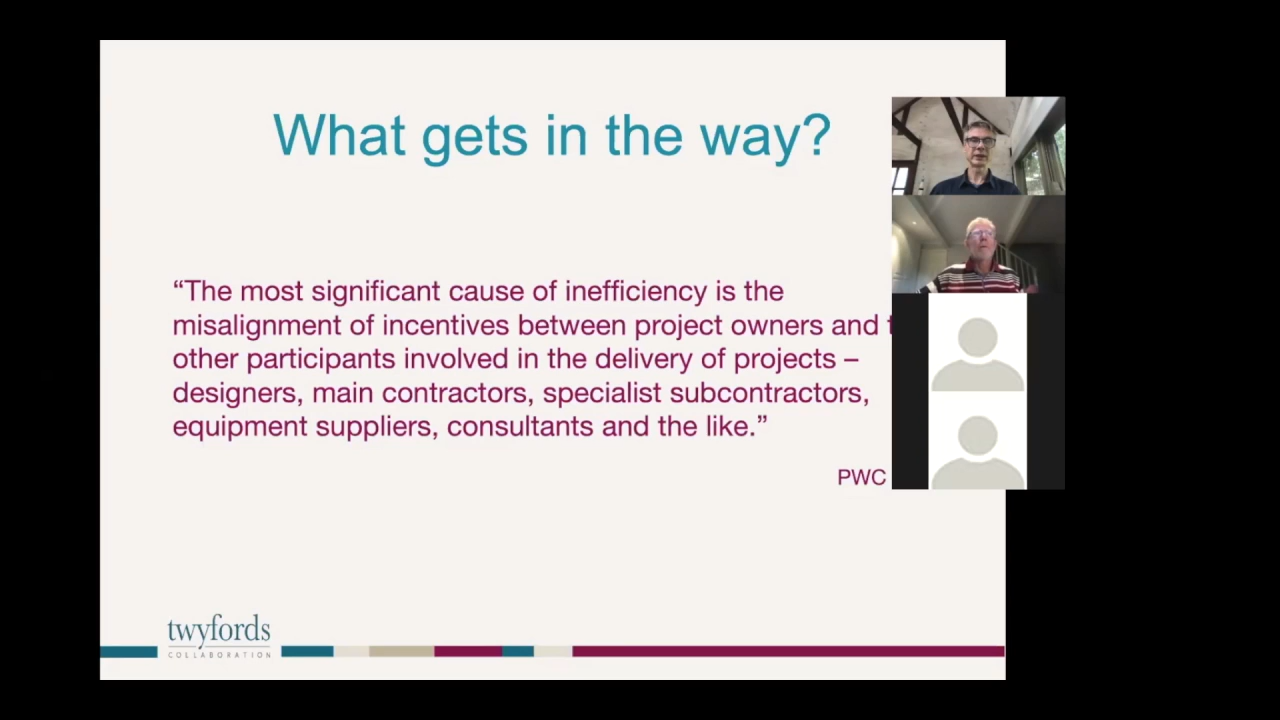 What gets in the way?
“The most significant cause of inefficiency is the
misalignment of incentives between project owners and
other participants involved in the delivery of projects –
designers, main contractors, specialist subcontractors,
equipment suppliers, consultants and the like.”
PWC
twyfords
COLLABORATION